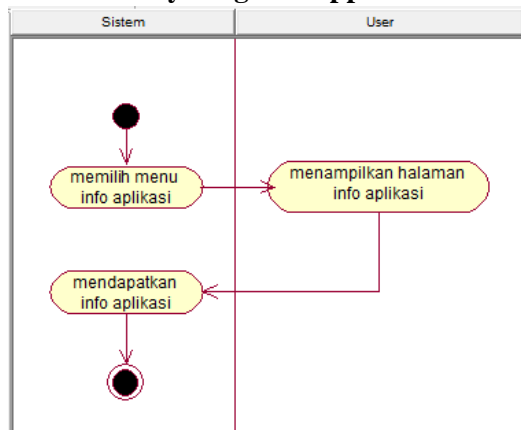 Sistem
User
memilih menu
info aplikasi
menampilkan halaman
info aplikasi
mendapatkan
info aplikasi